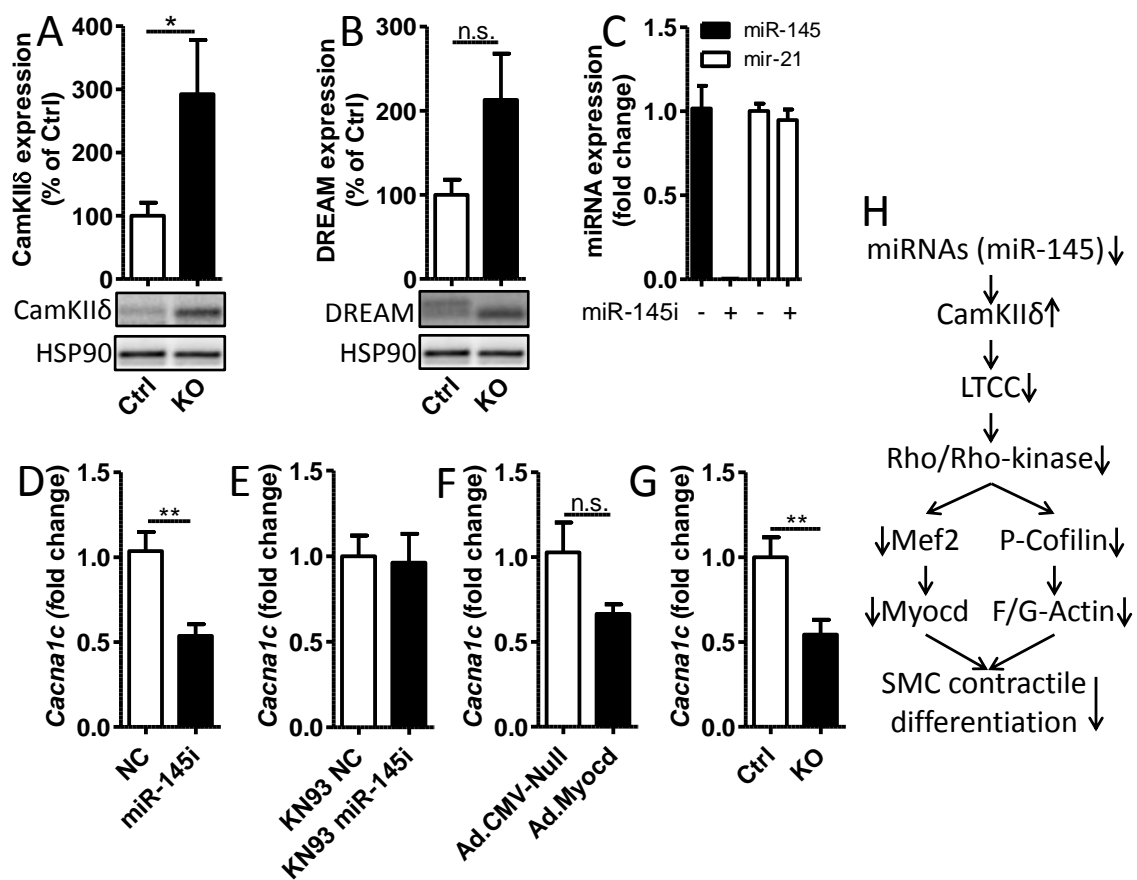 A
CamKIIδ expression
(% of Ctrl)
400
300
200
100
0
*
CamKIIδ
HSP90
Ctrl
KO
B
DREAM expression
(% of Ctrl)
300
200
100
0
n.s.
DREAM
HSP90
Ctrl
KO
C
miR-145
mir-21
miRNA expression
(fold change)
1.5
1.0
0.5
0.0
miR-145i - + - +
D
Cacna1c (fold change)
1.5
1.0
0.5
0.0
**
NC
miR-145i
E
Cacna1c (fold change)
1.5
1.0
0.5
0.0
KN93 NC
KN93 miR-145i
F
Cacna1c (fold change)
1.5
1.0
0.5
0.0
n.s.
Ad.CMV-Null
Ad.Myocd
G
Cacna1c (fold change)
1.5
1.0
0.5
0.0
**
Ctrl
KO
H
miRNAs (miR-145)↓
CamKIIδ↑
LTCC↓
Rho/Rho-kinase↓
↓Mef2 P-Cofilin↓
↓Myocd F/G-Actin↓
SMC contractile
differentiation ↓